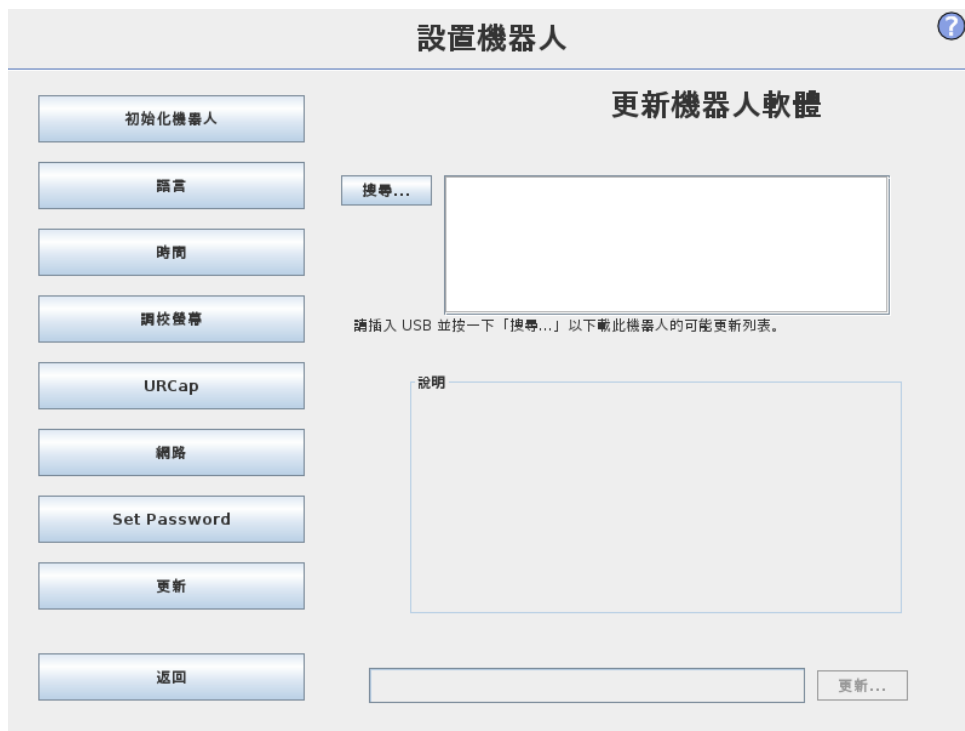 設置機器人
?
初始化機器人
語言
時間
調校螢幕
URCap
網路
Set Password
更新
返回
更新機器人軟體
搜尋...
請插入 USB 並按一下「搜尋...」以下載此機器人的可能更新列表。
說明
更新...